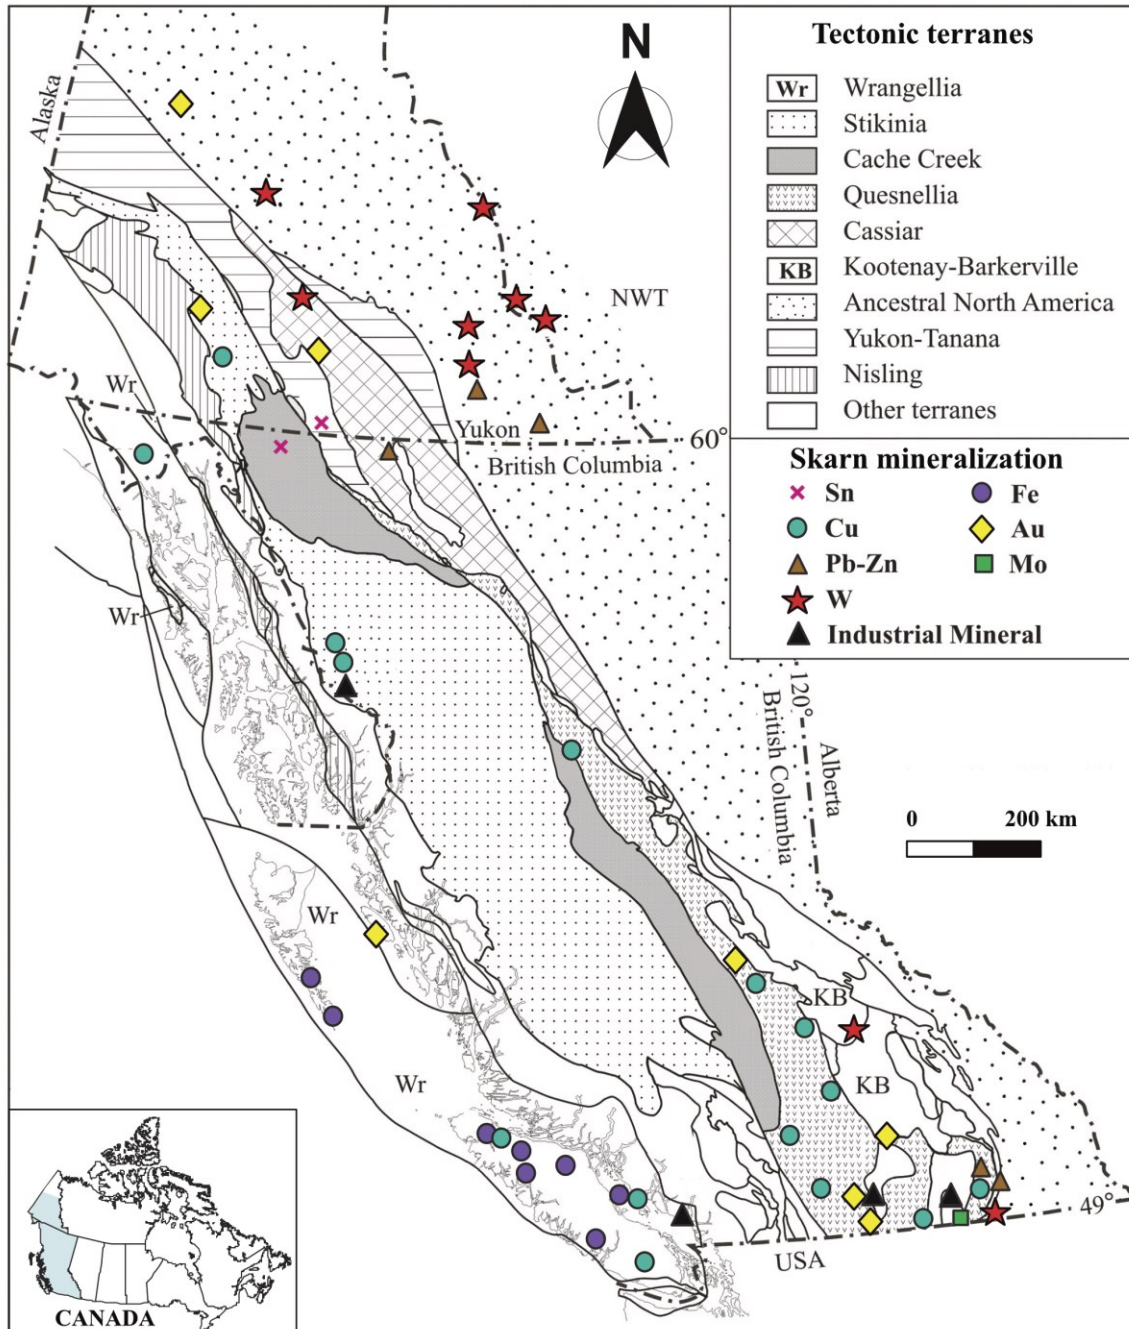 N
Alaska
NWT
Wr
Yukon
60°
British Columbia
Wr
120°
British Columbia
Alberta
0 200 km
Wr
KB
Wr
KB
49°
USA
CANADA
Tectonic terranes
Wr Wrangellia
Stikinia
Cache Creek
Quesnellia
Cassiar
KB Kootenay-Barkerville
Ancestral North America
Yukon-Tanana
Nisling
Other terranes
Skarn mineralization
Sn Fe
Cu Au
Pb-Zn Mo
W
Industrial Mineral